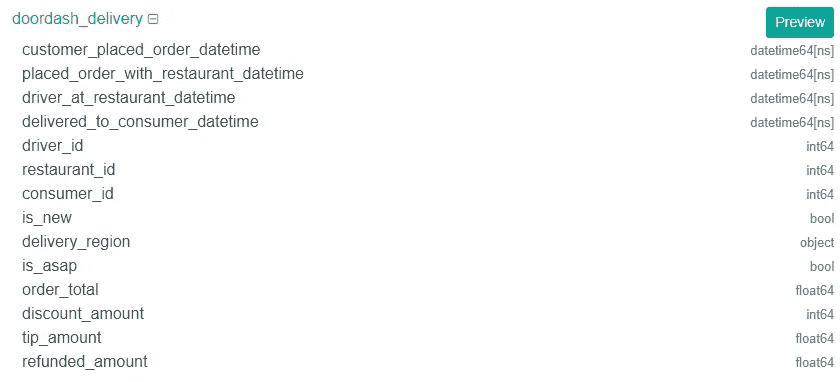 doordash_delivery
Preview
customer_placed_order_datetime datetime64[ns]
placed_order_with_restaurant_datetime datetime64[ns]
driver_at_restaurant_datetime datetime64[ns]
delivered_to_consumer_datetime datetime64[ns]
driver_id int64
restaurant_id int64
consumer_id int64
is_new bool
delivery_region object
is_asap bool
order_total float64
discount_amount int64
tip_amount float64
refunded_amount float64